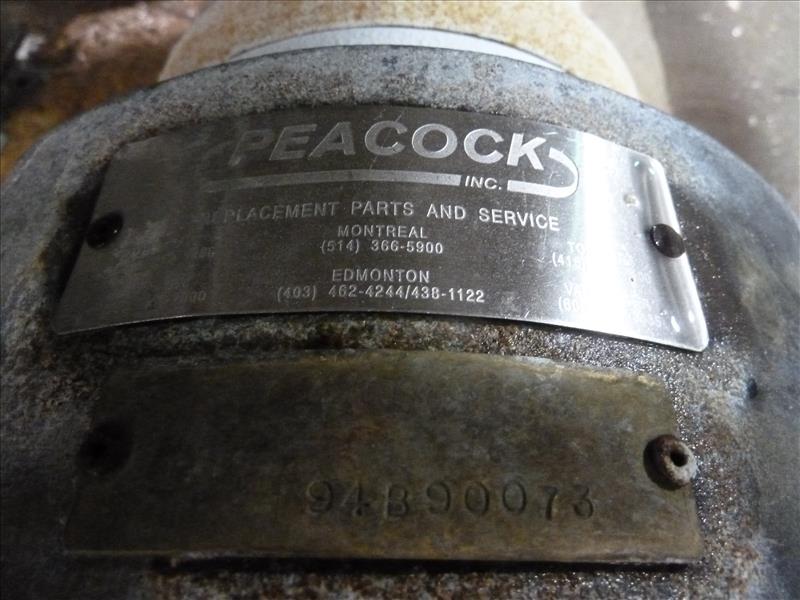 PEACOCK
INC.
REPLACEMENT PARTS AND SERVICE
MONTREAL
(514) 366-5900
EDMONTON
(403) 462-4244/438-1122
94B90073